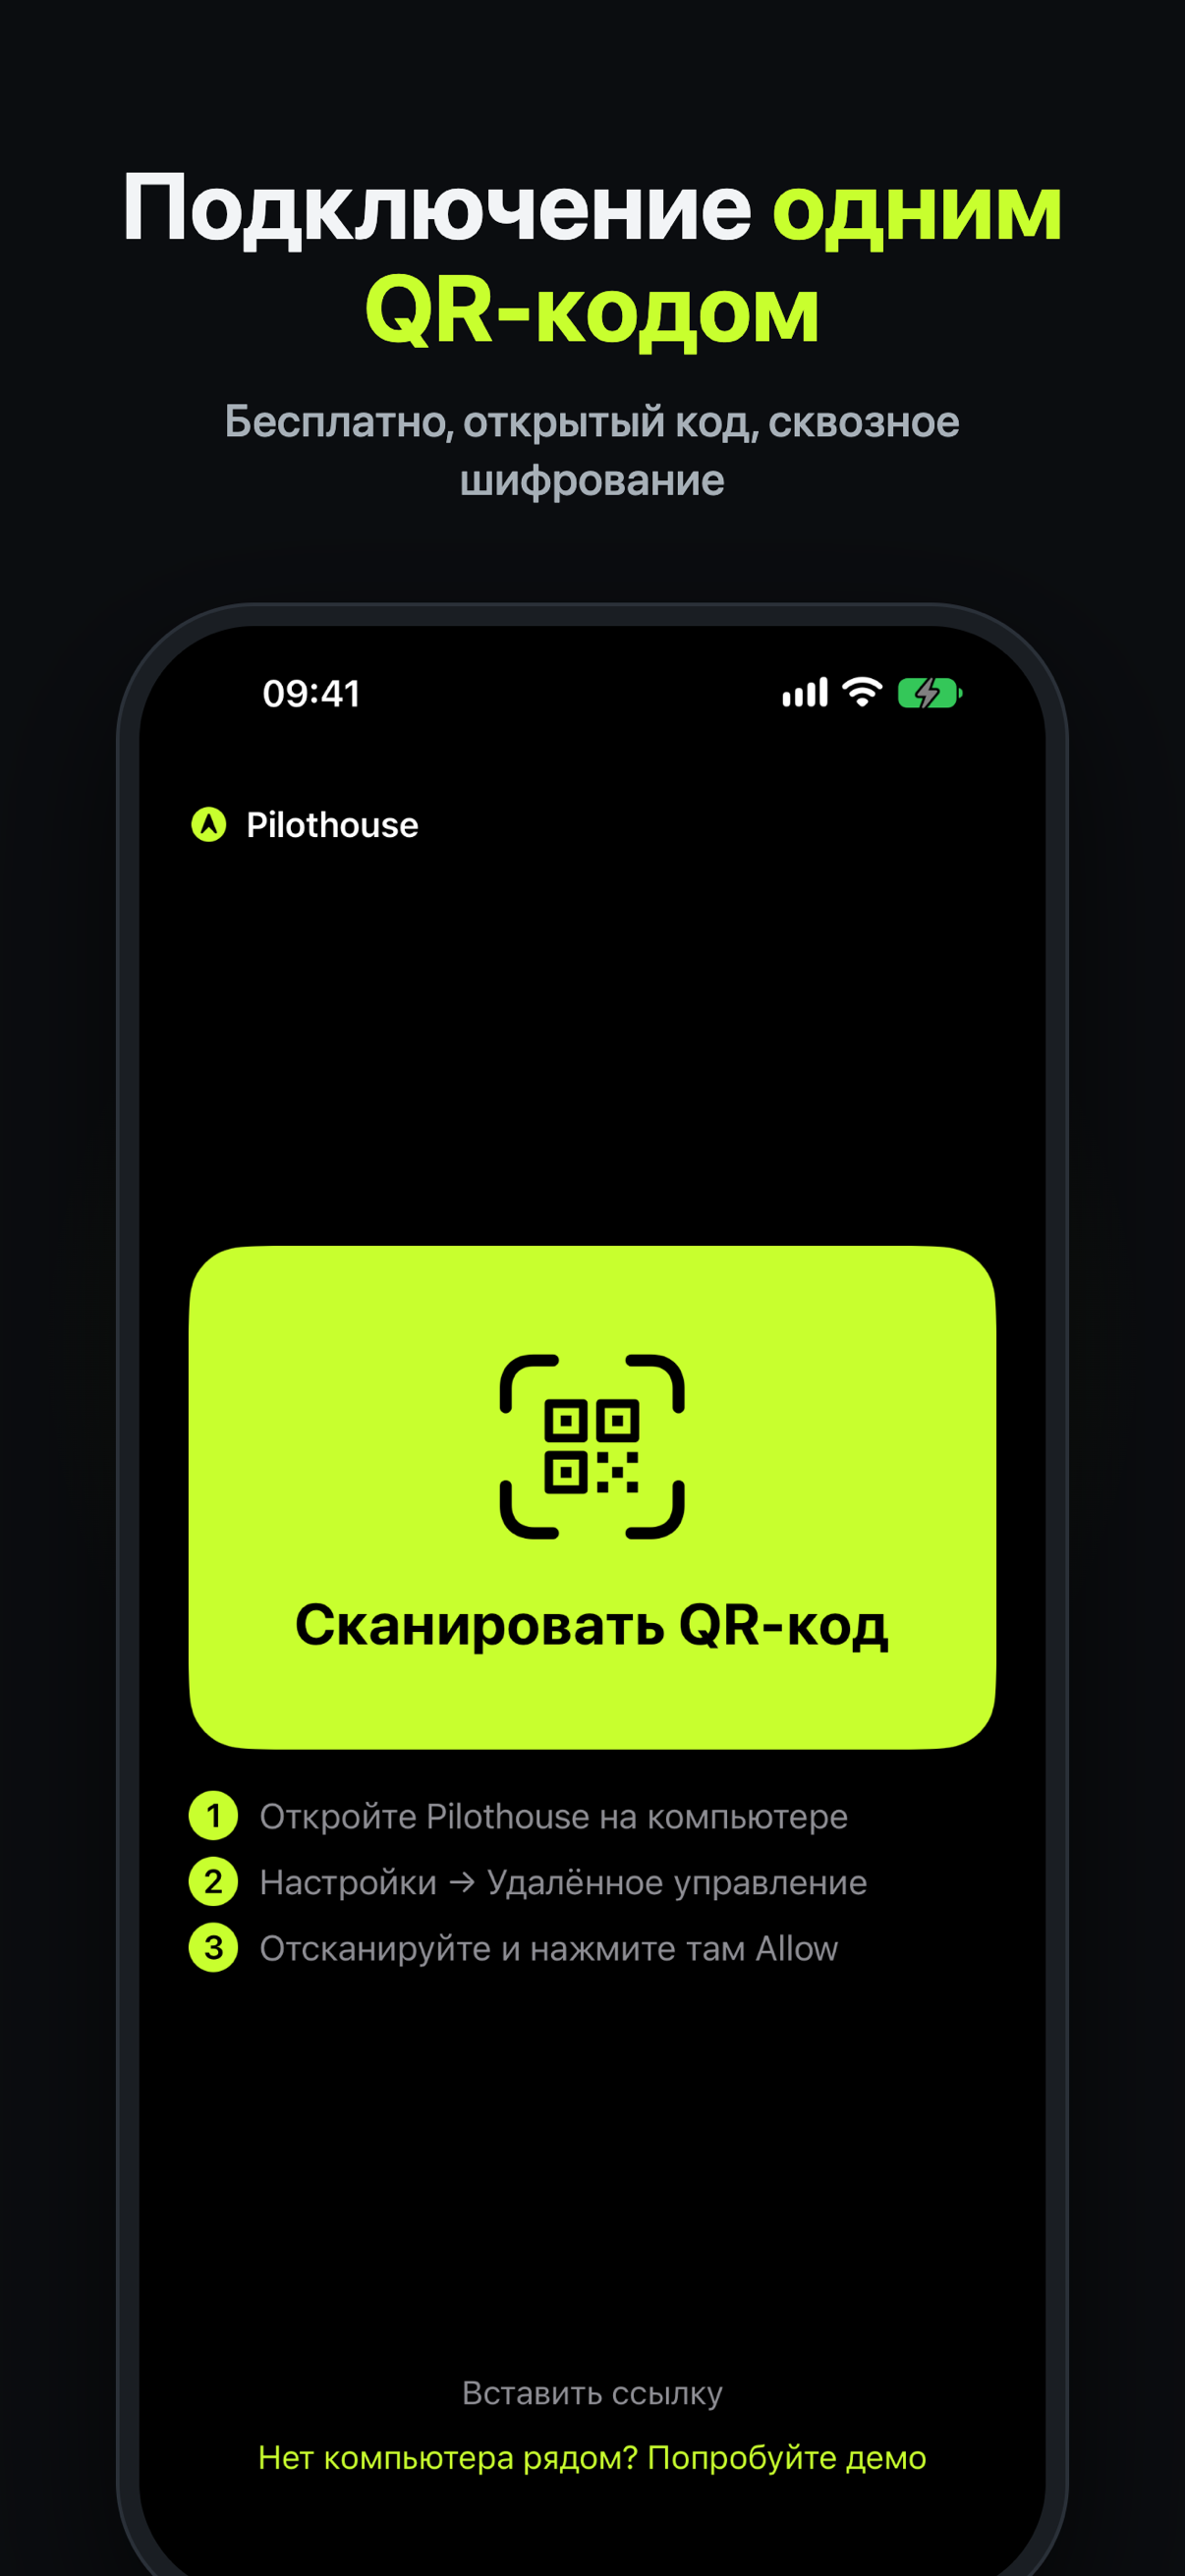 Подключение одним
QR-кодом
Бесплатно, открытый код, сквозное
шифрование
09:41
Pilothouse
Сканировать QR-код
1 Откройте Pilothouse на компьютере
2 Настройки → Удалённое управление
3 Отсканируйте и нажмите там Allow
Вставить ссылку
Нет компьютера рядом? Попробуйте демо